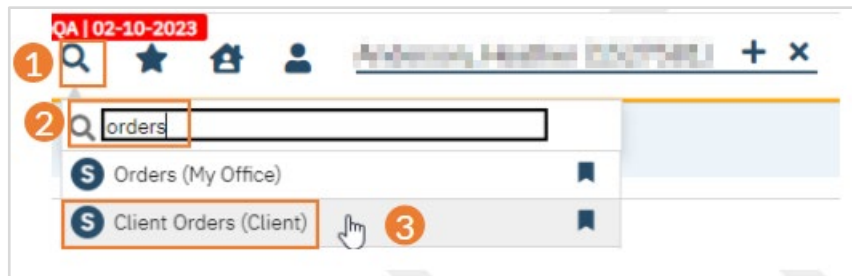 QA | 02-10-2023
1
2 orders
S Orders (My Office)
S Client Orders (Client) 3